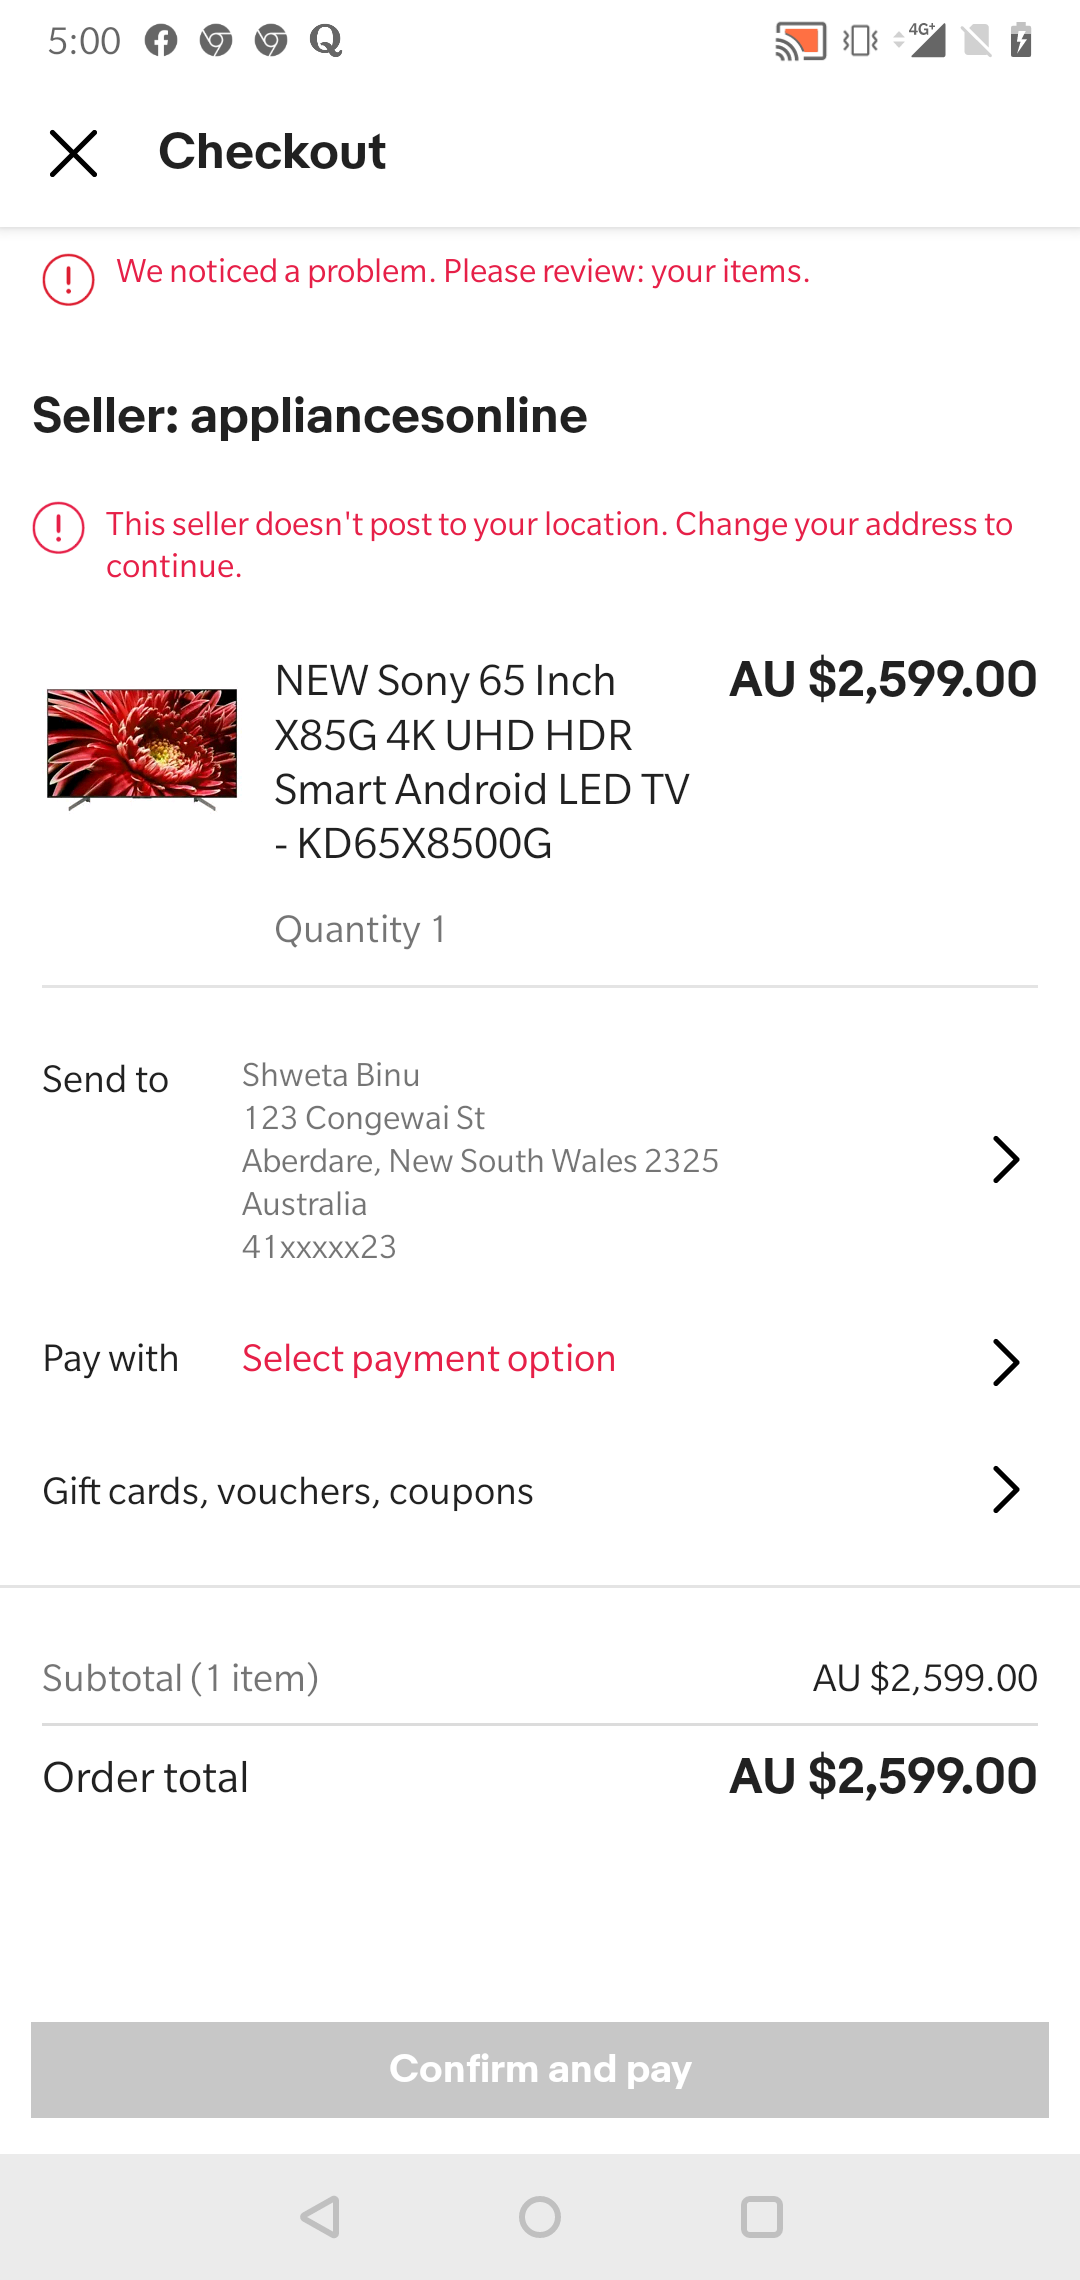 5:00
4G+
Checkout
We noticed a problem. Please review: your items.
Seller: appliancesonline
This seller doesn't post to your location. Change your address to
continue.
NEW Sony 65 Inch
X85G 4K UHD HDR
Smart Android LED TV
- KD65X8500G
AU $2,599.00
Quantity 1
Send to
Shweta Binu
123 Congewai St
Aberdare, New South Wales 2325
Australia
41xxxxx23
Pay with
Select payment option
Gift cards, vouchers, coupons
Subtotal (1 item)
AU $2,599.00
Order total
AU $2,599.00
Confirm and pay